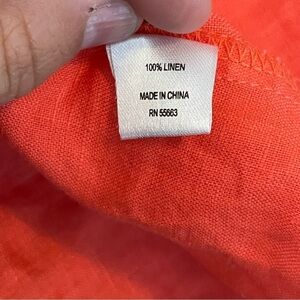 100% LINEN
MADE IN CHINA
RN 55663